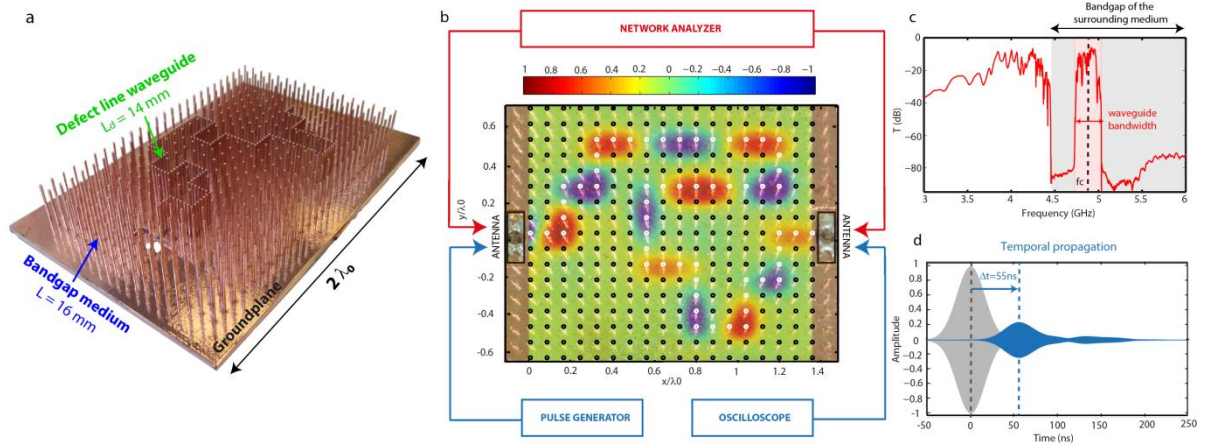 a
Defect line waveguide
Ld = 14 mm
Bandgap medium
L = 16 mm
Groundplane
2 λ0
b
NETWORK ANALYZER
1 0.8 0.6 0.4 0.2 0 −0.2 −0.4 −0.6 −0.8 −1
0.6
0.4
0.2
y/λ0
ANTENNA
ANTENNA
-0.2
-0.4
-0.6
0 0.2 0.4 0.6 0.8 1 1.2 1.4
x/λ0
PULSE GENERATOR
OSCILLOSCOPE
c
Bandgap of the
surrounding medium
0
−20
−40
−60
−80
T (dB)
waveguide
bandwidth
fc
3 3.5 4 4.5 5 5.5 6
Frequency (GHz)
d
Temporal propagation
Δt=55ns
1
0.8
0.6
0.4
0.2
0
−0.2
−0.4
−0.6
−0.8
−1
Amplitude
-50 0 50 100 150 200 250
Time (ns)